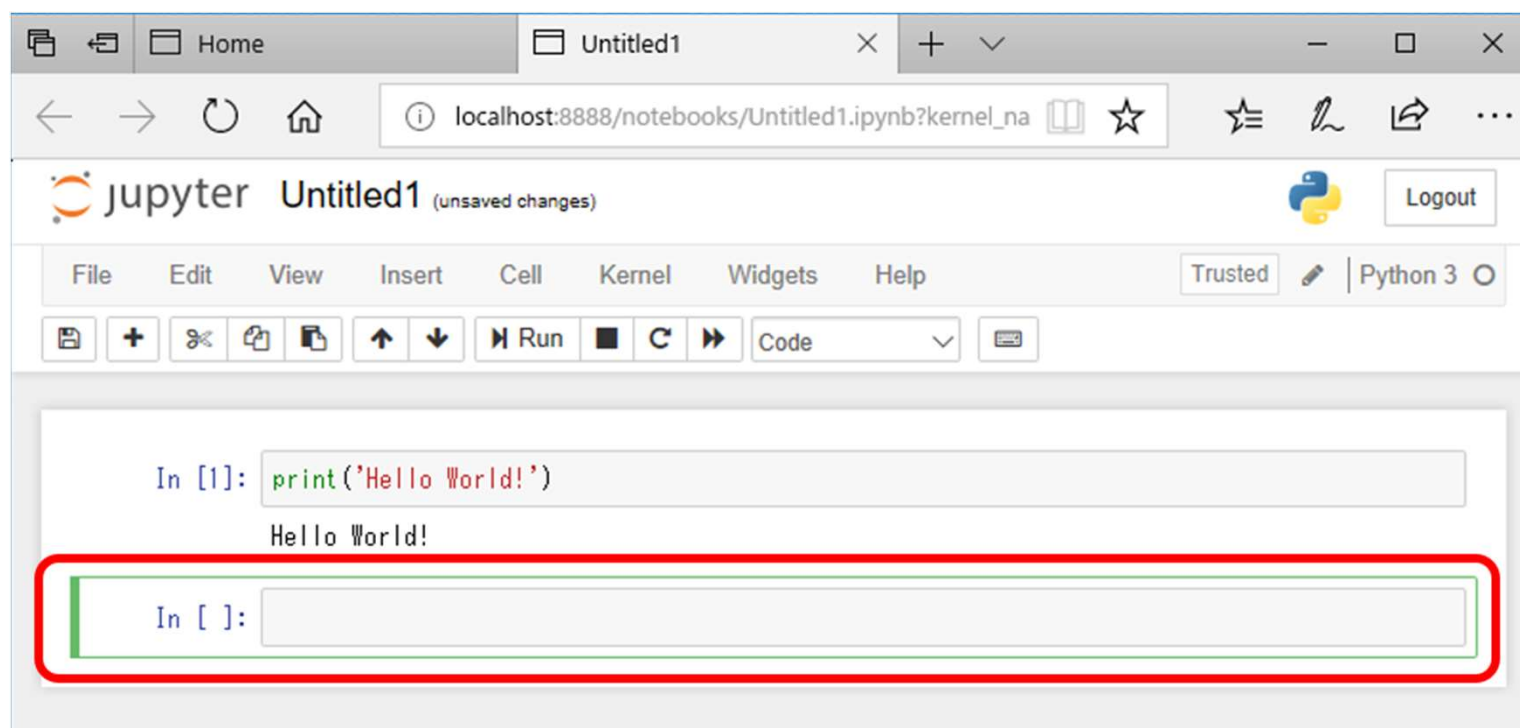 Home Untitled1
localhost:8888/notebooks/Untitled1.ipynb?kernel_na
jupyter Untitled1 (unsaved changes) Logout
File Edit View Insert Cell Kernel Widgets Help Trusted Python 3
Run Code
In [1]: print('Hello World!')
Hello World!
In [ ]: